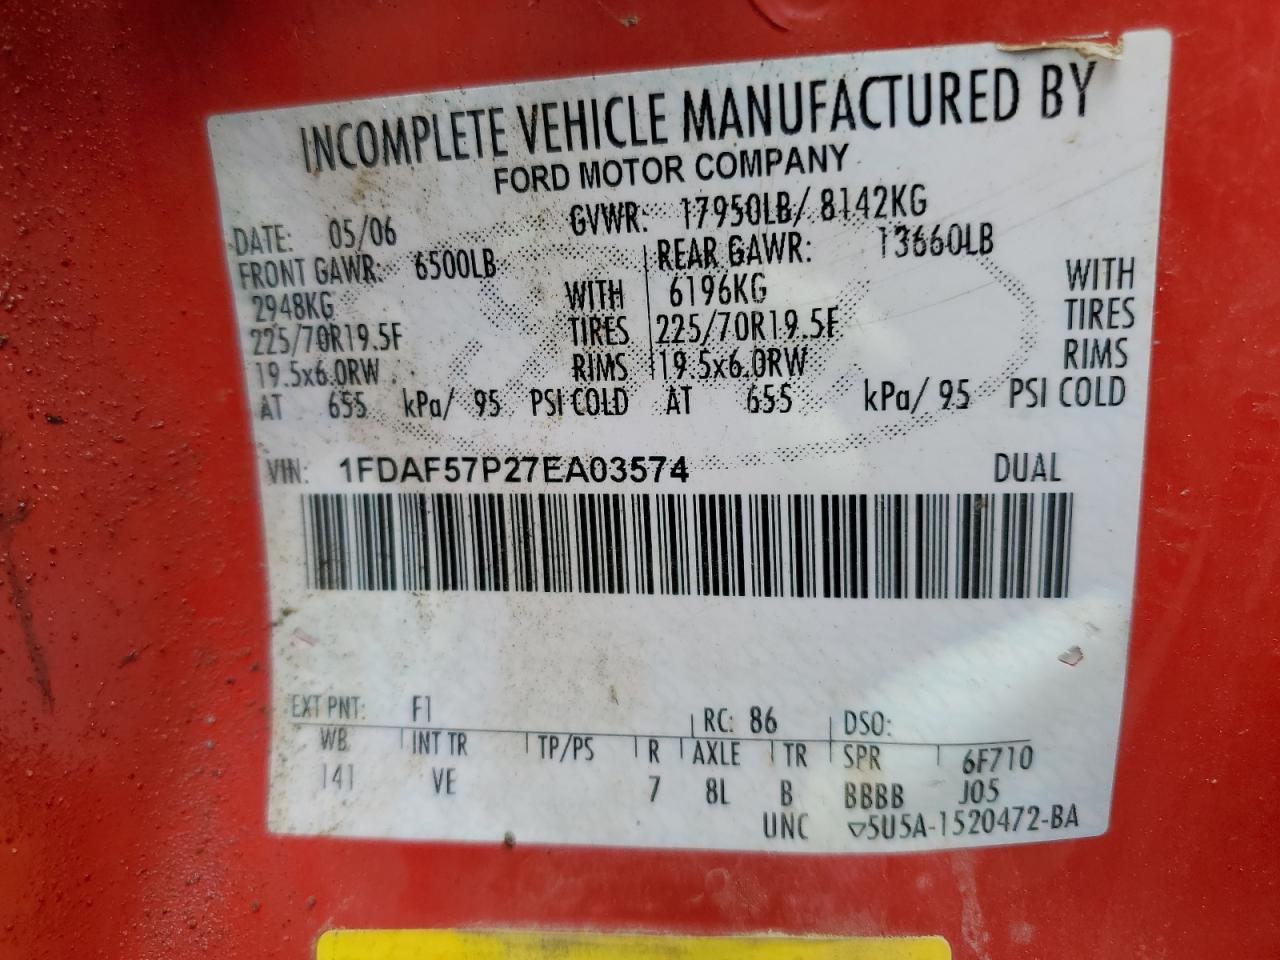 INCOMPLETE VEHICLE MANUFACTURED BY
FORD MOTOR COMPANY
DATE: 05/06 GVWR: 17950LB/ 8142KG
FRONT GAWR: 6500LB REAR GAWR: 13660LB
2948KG WITH 6196KG WITH
225/70R19.5F TIRES 225/70R19.5F TIRES
19.5x6.0RW RIMS 19.5x6.0RW RIMS
AT 655 kPa/ 95 PSI COLD AT 655 kPa/ 95 PSI COLD
VIN: 1FDAF57P27EA03574 DUAL
EXT PNT: F1 RC: 86 DSO:
WB INT TR TP/PS R AXLE TR SPR 6F710
141 VE 7 8L B BBBB J05
UNC ▽5U5A-1520472-BA